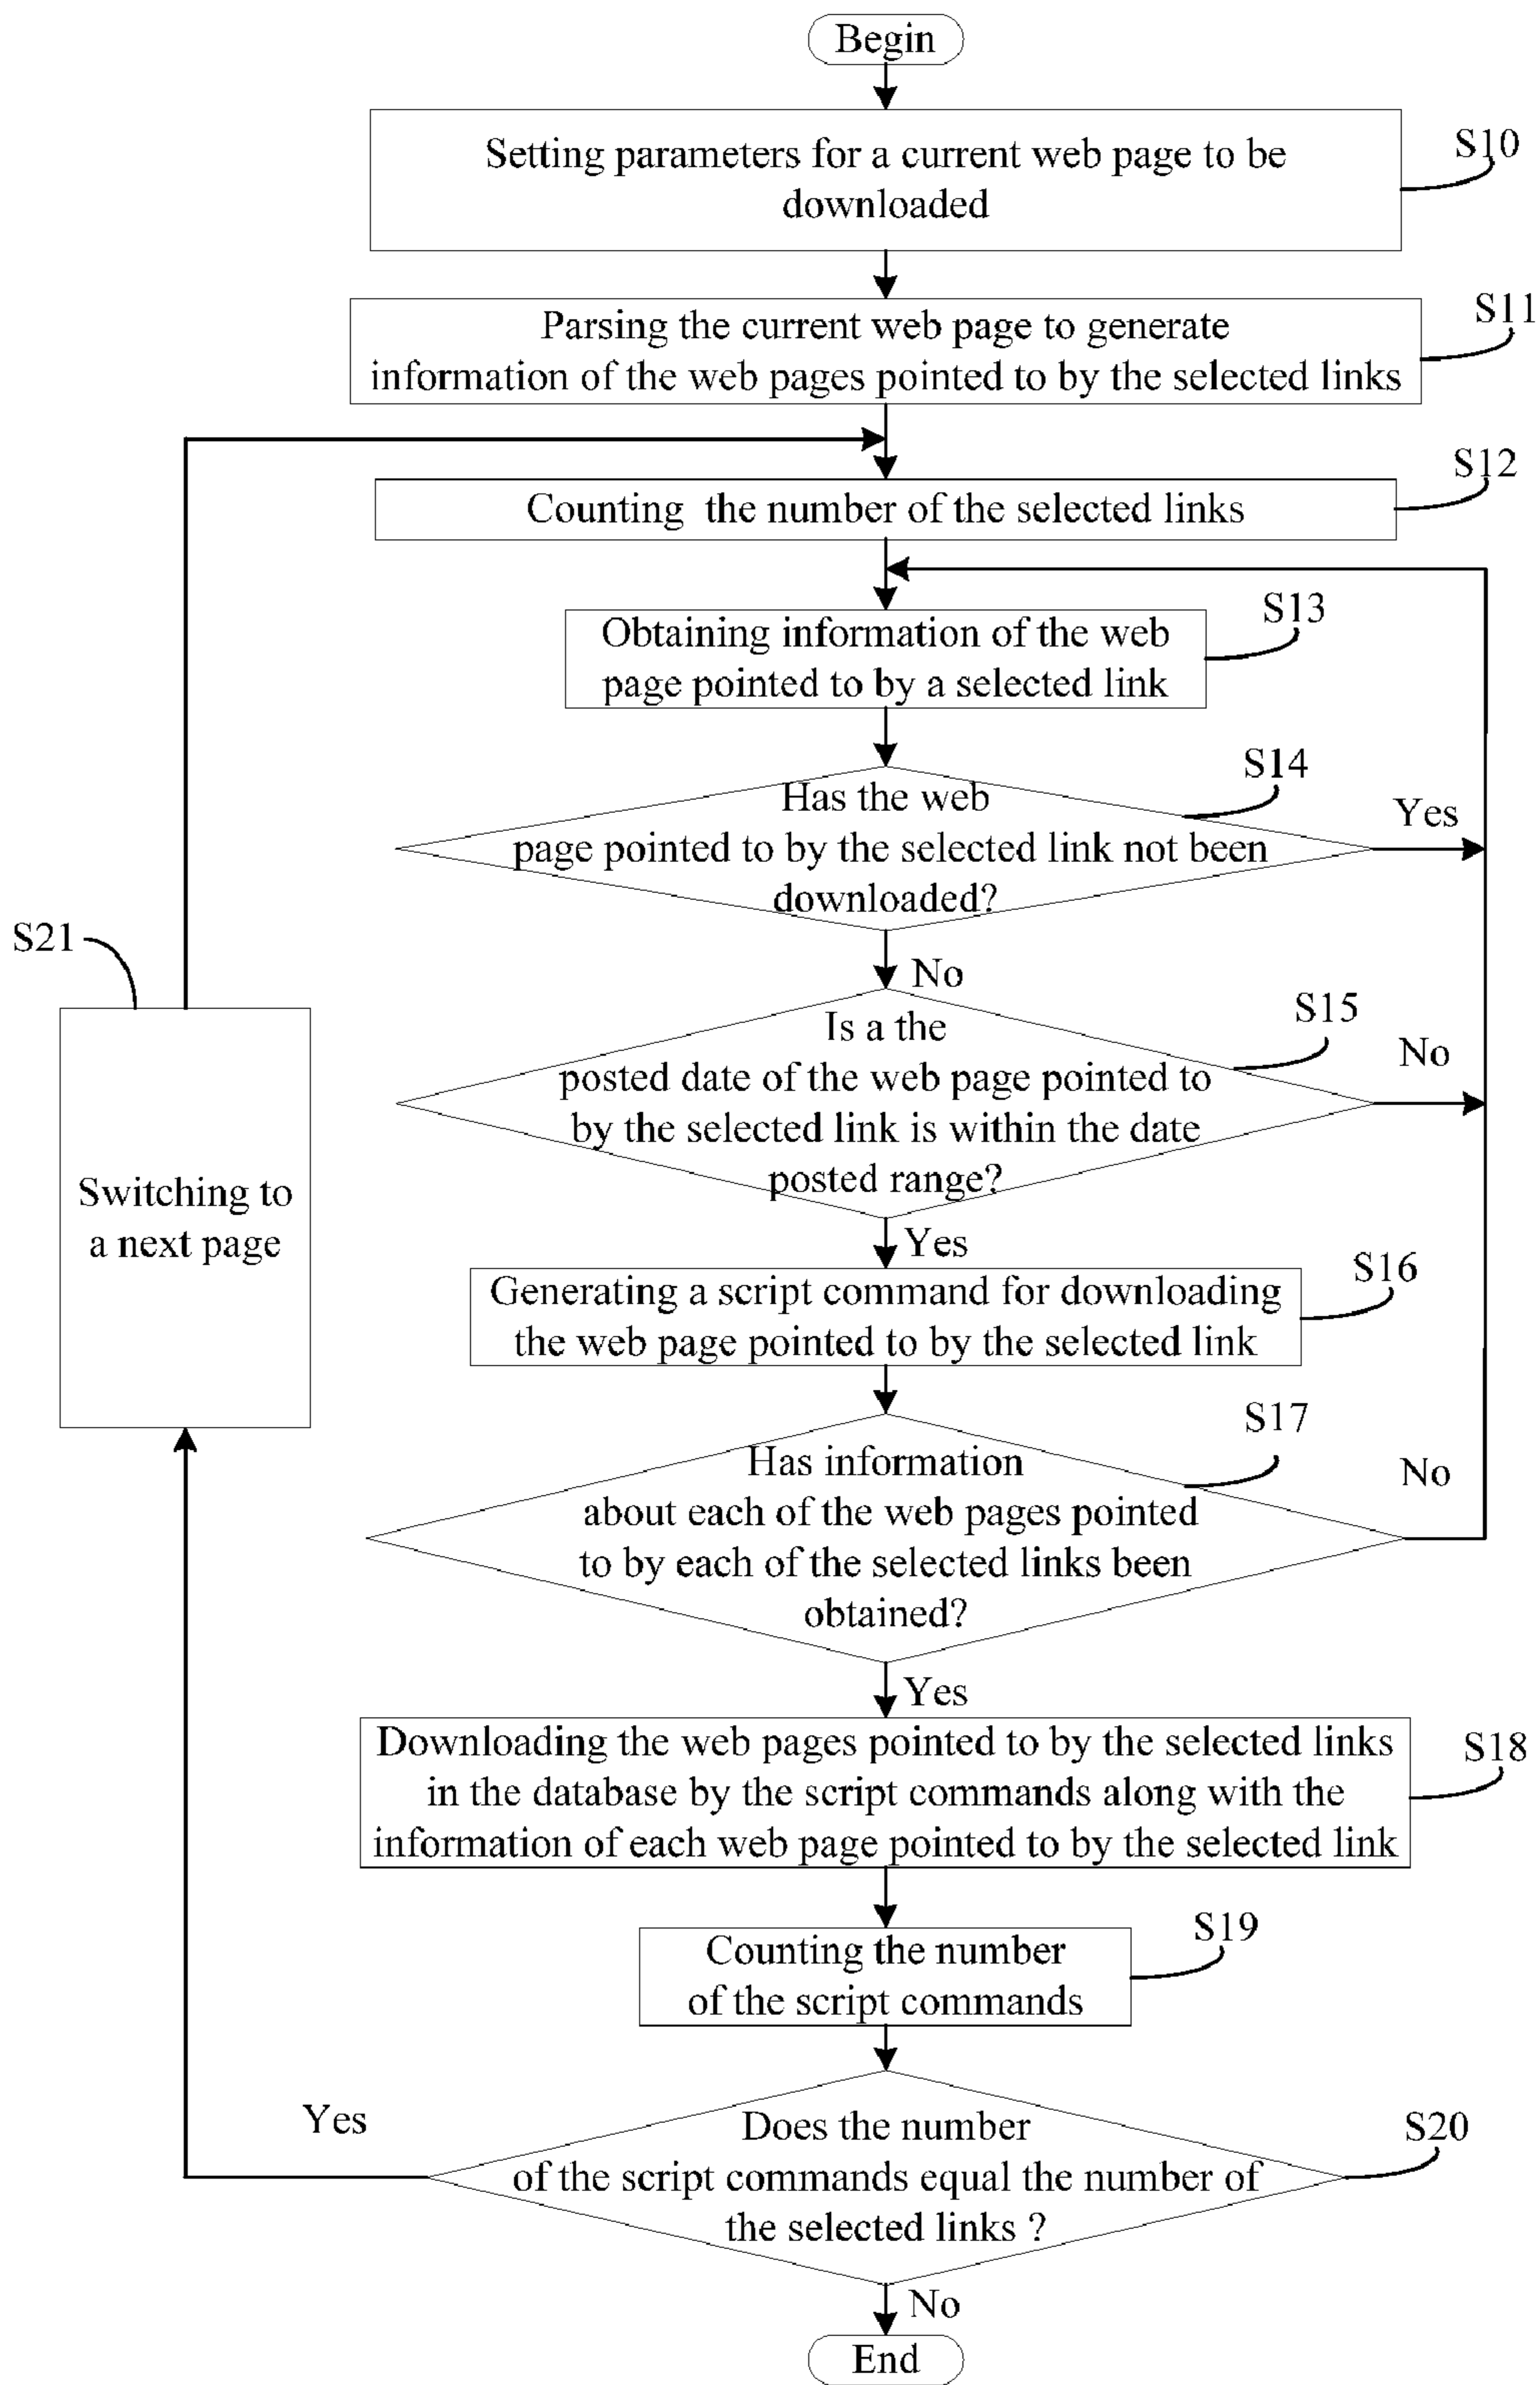 Begin
Setting parameters for a current web page to be
downloaded
S10
Parsing the current web page to generate
information of the web pages pointed to by the selected links
S11
Counting the number of the selected links
S12
Obtaining information of the web
page pointed to by a selected link
S13
Has the web
page pointed to by the selected link not been
downloaded?
S14
Yes
No
Is a the
posted date of the web page pointed to
by the selected link is within the date
posted range?
S15
No
Yes
Generating a script command for downloading
the web page pointed to by the selected link
S16
Has information
about each of the web pages pointed
to by each of the selected links been
obtained?
S17
No
Yes
Downloading the web pages pointed to by the selected links
in the database by the script commands along with the
information of each web page pointed to by the selected link
S18
Counting the number
of the script commands
S19
Does the number
of the script commands equal the number of
the selected links ?
S20
Yes
No
S21
Switching to
a next page
End